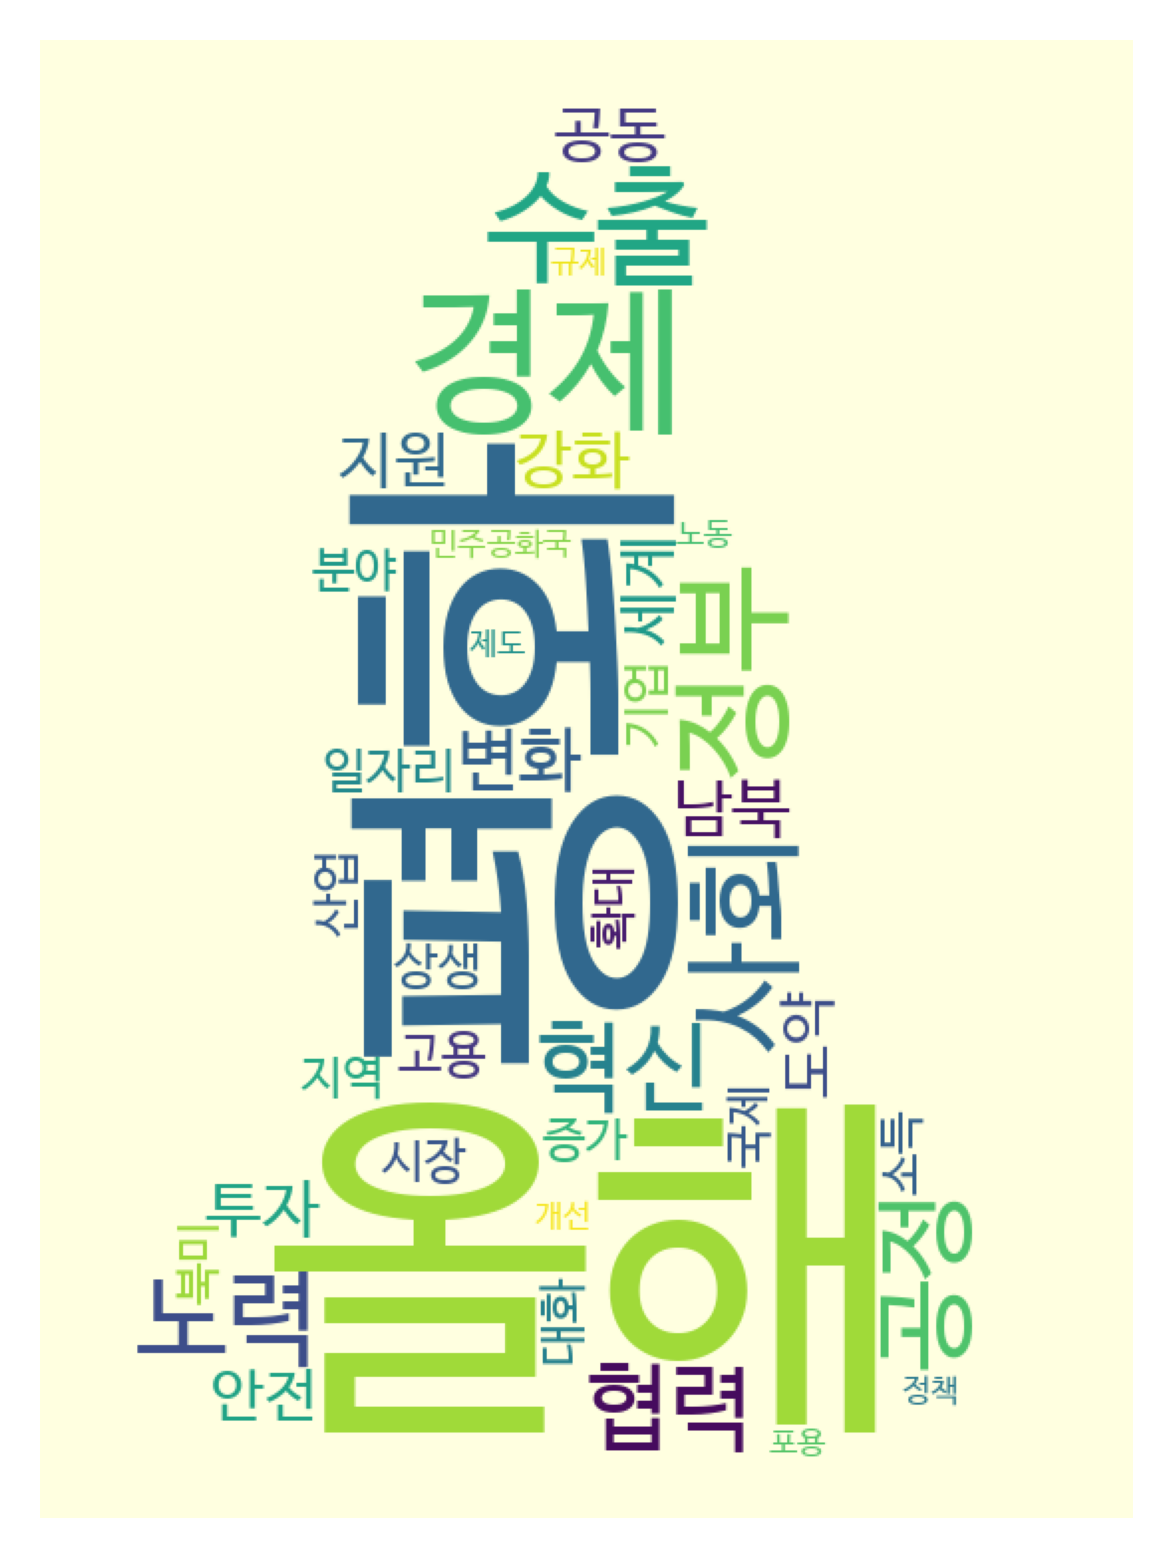 공동
수출
규제
경제
지원
강화
민주공화국
노동
분야
세계
평화
제도
정부
기업
변화
일자리
남북
산업
확대
사회
상생
혁신
도약
고용
지역
올해
시장
증가
국제
소득
투자
개선
공정
북미
노력
대화
안전
협력
정책
포용